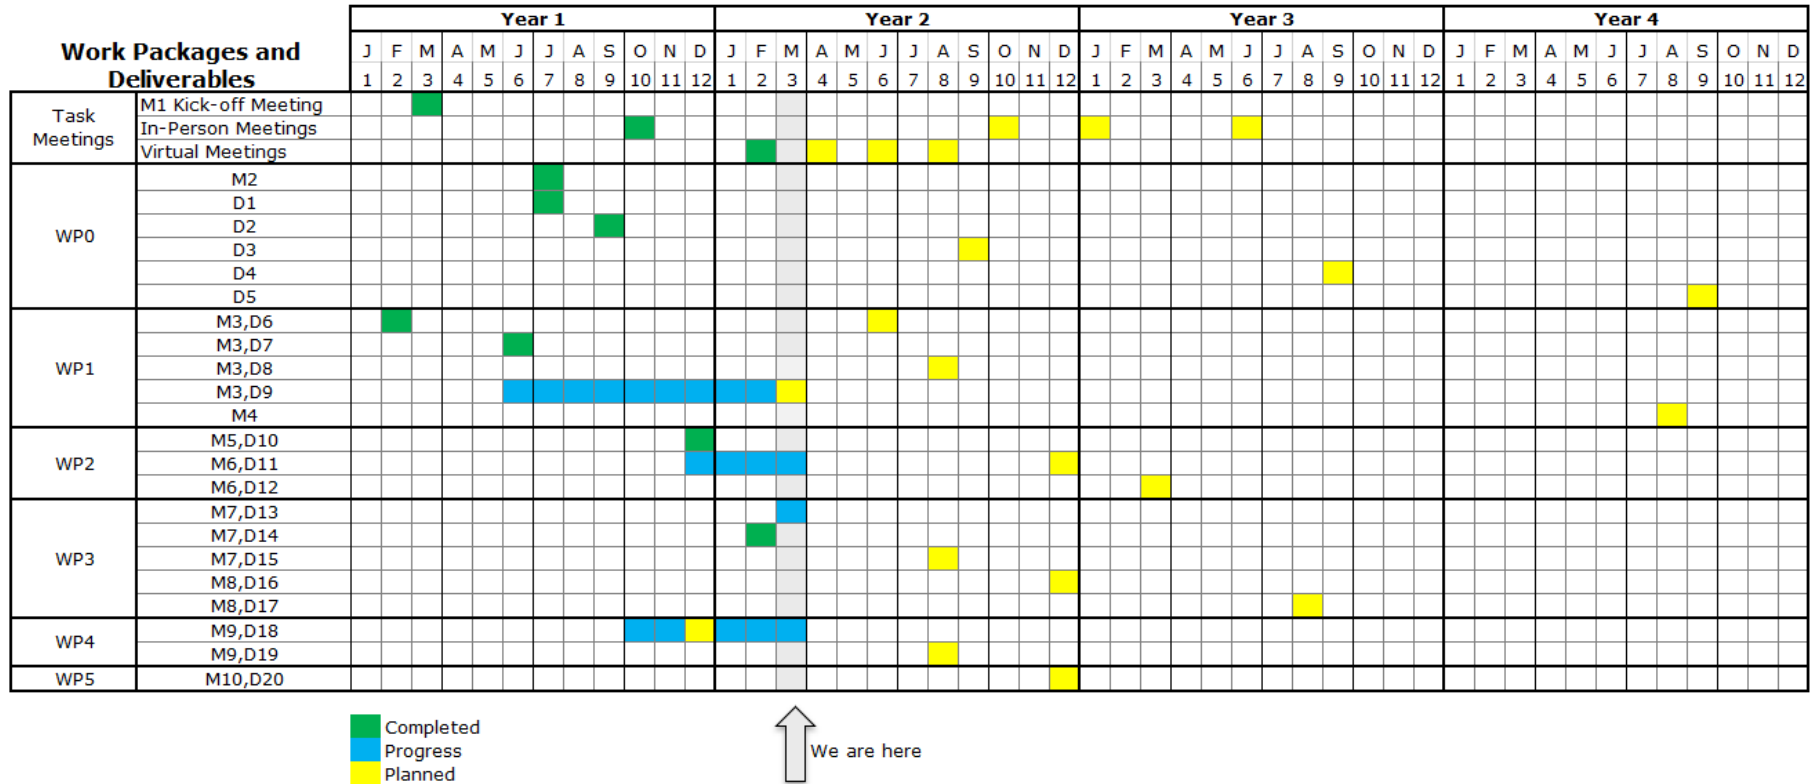 Year 1 Year 2 Year 3 Year 4
Work Packages and Deliverables
J F M A M J J A S O N D J F M A M J J A S O N D J F M A M J J A S O N D J F M A M J J A S O N D
1 2 3 4 5 6 7 8 9 10 11 12 1 2 3 4 5 6 7 8 9 10 11 12 1 2 3 4 5 6 7 8 9 10 11 12 1 2 3 4 5 6 7 8 9 10 11 12
Task Meetings
M1 Kick-off Meeting
In-Person Meetings
Virtual Meetings
WP0
M2
D1
D2
D3
D4
D5
WP1
M3,D6
M3,D7
M3,D8
M3,D9
M4
WP2
M5,D10
M6,D11
M6,D12
WP3
M7,D13
M7,D14
M7,D15
M8,D16
M8,D17
WP4
M9,D18
M9,D19
WP5
M10,D20
Completed
Progress
Planned
We are here